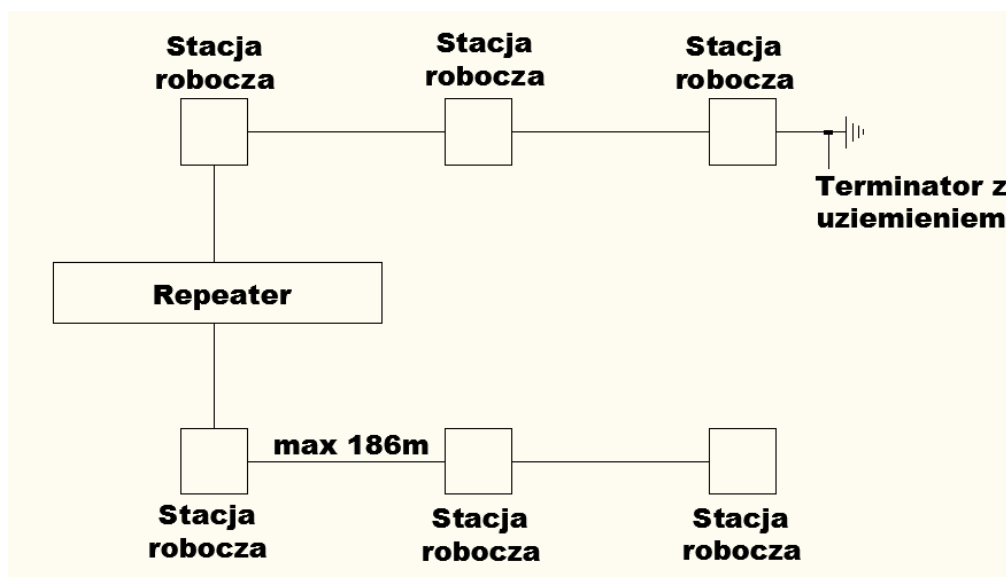 Stacja
robocza
Stacja
robocza
Stacja
robocza
Terminator z
uziemieniem
Repeater
max 186m
Stacja
robocza
Stacja
robocza
Stacja
robocza